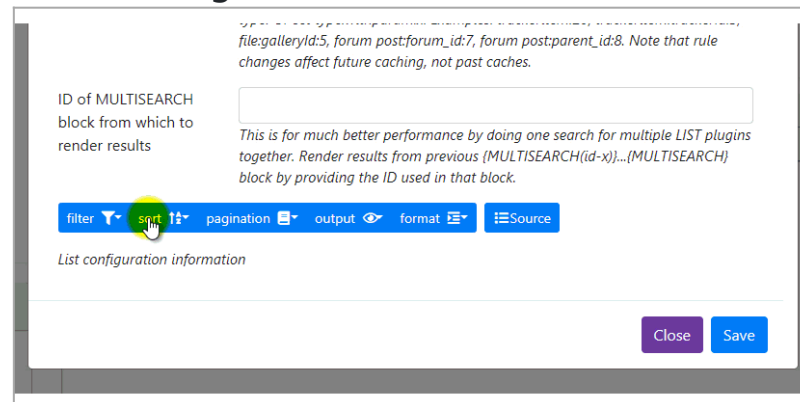 file:galleryId:5, forum post:forum_id:7, forum post:parent_id:8. Note that rule
changes affect future caching, not past caches.
ID of MULTISEARCH
block from which to
render results
This is for much better performance by doing one search for multiple LIST plugins
together. Render results from previous {MULTISEARCH(id-x)}...{MULTISEARCH}
block by providing the ID used in that block.
filter sort pagination output format Source
List configuration information
Close Save